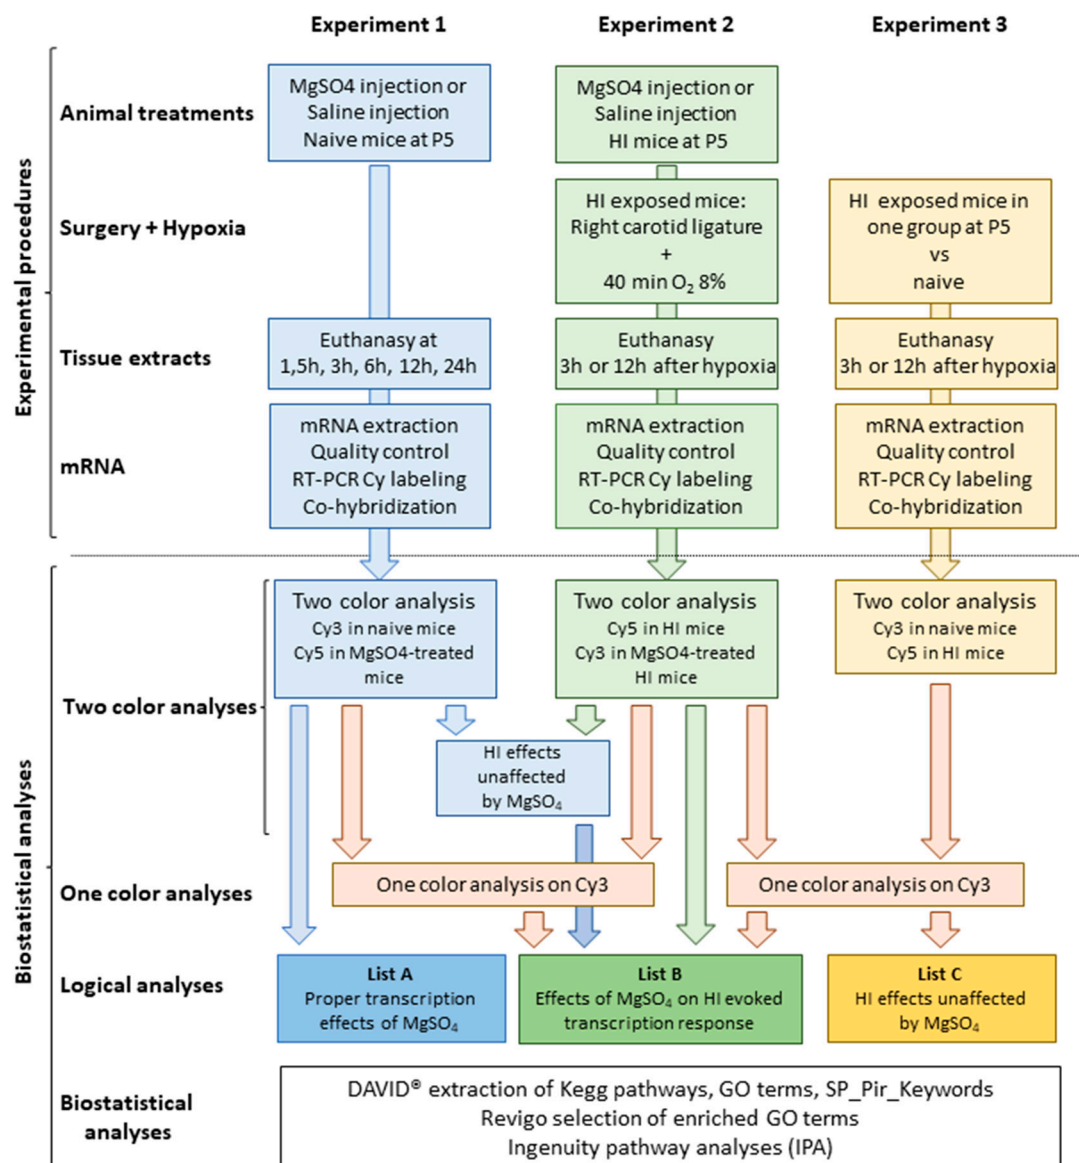 Experiment 1
Experiment 2
Experiment 3
Experimental procedures
Animal treatments
MgSO4 injection or
Saline injection
Naive mice at P5
MgSO4 injection or
Saline injection
HI mice at P5
Surgery + Hypoxia
HI exposed mice:
Right carotid ligature
+
40 min O₂ 8%
HI exposed mice in
one group at P5
vs
naive
Tissue extracts
Euthanasy at
1,5h, 3h, 6h, 12h, 24h
Euthanasy
3h or 12h after hypoxia
Euthanasy
3h or 12h after hypoxia
mRNA
mRNA extraction
Quality control
RT-PCR Cy labeling
Co-hybridization
mRNA extraction
Quality control
RT-PCR Cy labeling
Co-hybridization
mRNA extraction
Quality control
RT-PCR Cy labeling
Co-hybridization
Biostatistical analyses
Two color analyses
Two color analysis
Cy3 in naive mice
Cy5 in MgSO4-treated
mice
Two color analysis
Cy5 in HI mice
Cy3 in MgSO4-treated
HI mice
Two color analysis
Cy3 in naive mice
Cy5 in HI mice
HI effects
unaffected
by MgSO₄
One color analyses
One color analysis on Cy3
One color analysis on Cy3
Logical analyses
List A
Proper transcription
effects of MgSO₄
List B
Effects of MgSO₄ on HI evoked
transcription response
List C
HI effects unaffected
by MgSO₄
Biostatistical
analyses
DAVID® extraction of Kegg pathways, GO terms, SP_Pir_Keywords
Revigo selection of enriched GO terms
Ingenuity pathway analyses (IPA)